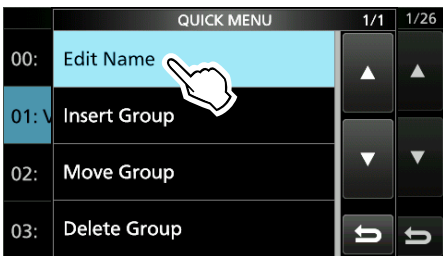 QUICK MENU 1/1 1/26
00: Edit Name
01: V Insert Group
02: Move Group
03: Delete Group